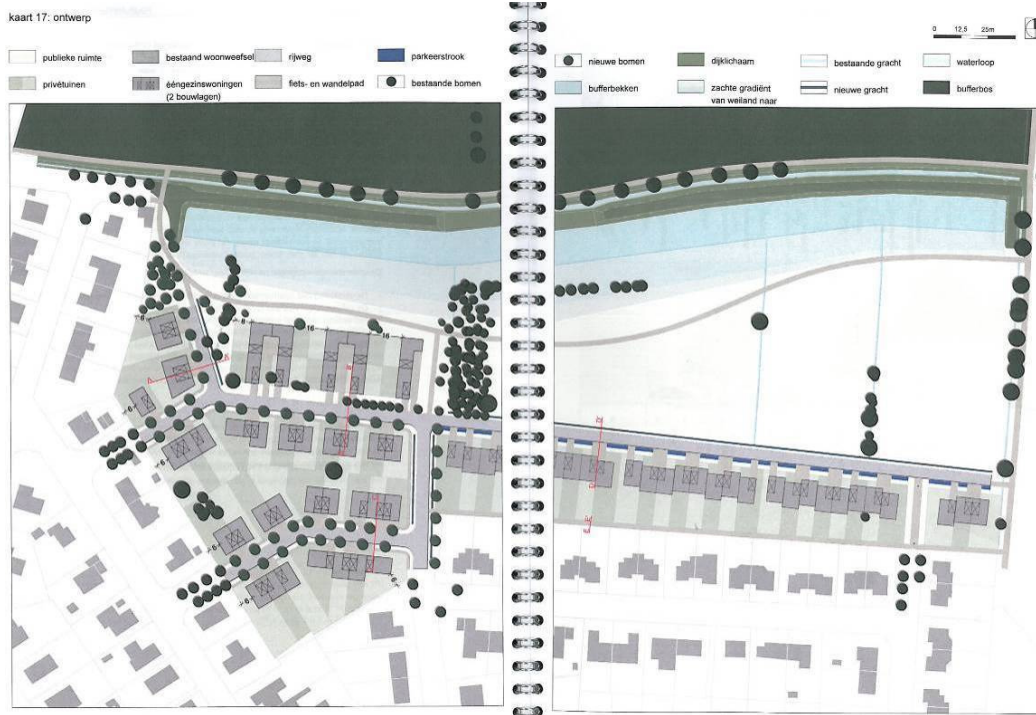 kaart 17: ontwerp
publieke ruimte
bestaand woonweefsel
rijweg
parkeerstrook
privétuinen
ééngezinswoningen
(2 bouwlagen)
fiets- en wandelpad
bestaande bomen
0 12,5 25m
nieuwe bomen
dijklichaam
bestaande gracht
waterloop
bufferbekken
zachte gradiënt
van weiland naar
nieuwe gracht
bufferbos
6
16
16
6
6
6
6
6
6